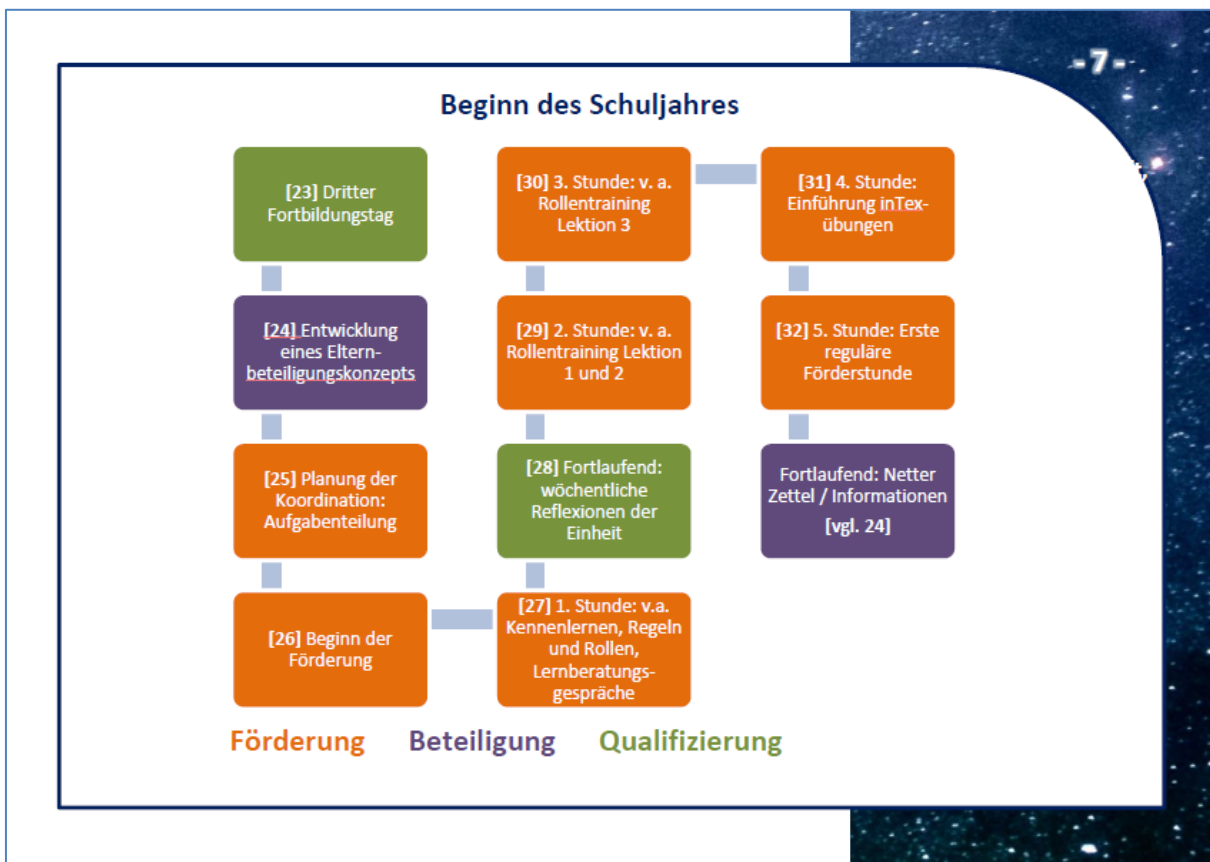 - 7 -
Beginn des Schuljahres
[23] Dritter
Fortbildungstag
[24] Entwicklung
eines Eltern-
beteiligungskonzepts
[25] Planung der
Koordination:
Aufgabenteilung
[26] Beginn der
Förderung
[27] 1. Stunde: v.a.
Kennenlernen, Regeln
und Rollen,
Lernberatungs-
gespräche
[28] Fortlaufend:
wöchentliche
Reflexionen der
Einheit
[29] 2. Stunde: v. a.
Rollentraining Lektion
1 und 2
[30] 3. Stunde: v. a.
Rollentraining
Lektion 3
[31] 4. Stunde:
Einführung inTex-
übungen
[32] 5. Stunde: Erste
reguläre
Förderstunde
Fortlaufend: Netter
Zettel / Informationen
[vgl. 24]
Förderung Beteiligung Qualifizierung